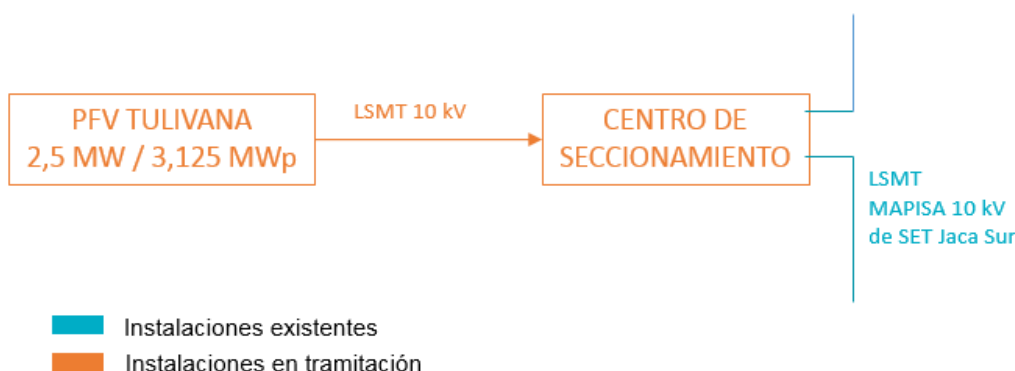 PFV TULIVANA
2,5 MW / 3,125 MWp
LSMT 10 kV
CENTRO DE
SECCIONAMIENTO
LSMT
MAPISA 10 kV
de SET Jaca Sur
Instalaciones existentes
Instalaciones en tramitación